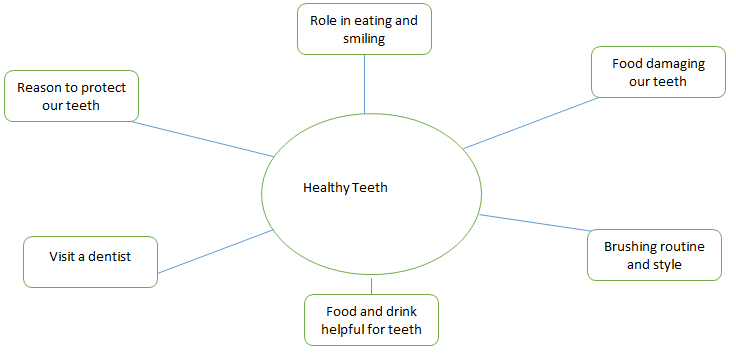 Role in eating and
smiling
Food damaging
our teeth
Reason to protect
our teeth
Healthy Teeth
Brushing routine
and style
Visit a dentist
Food and drink
helpful for teeth